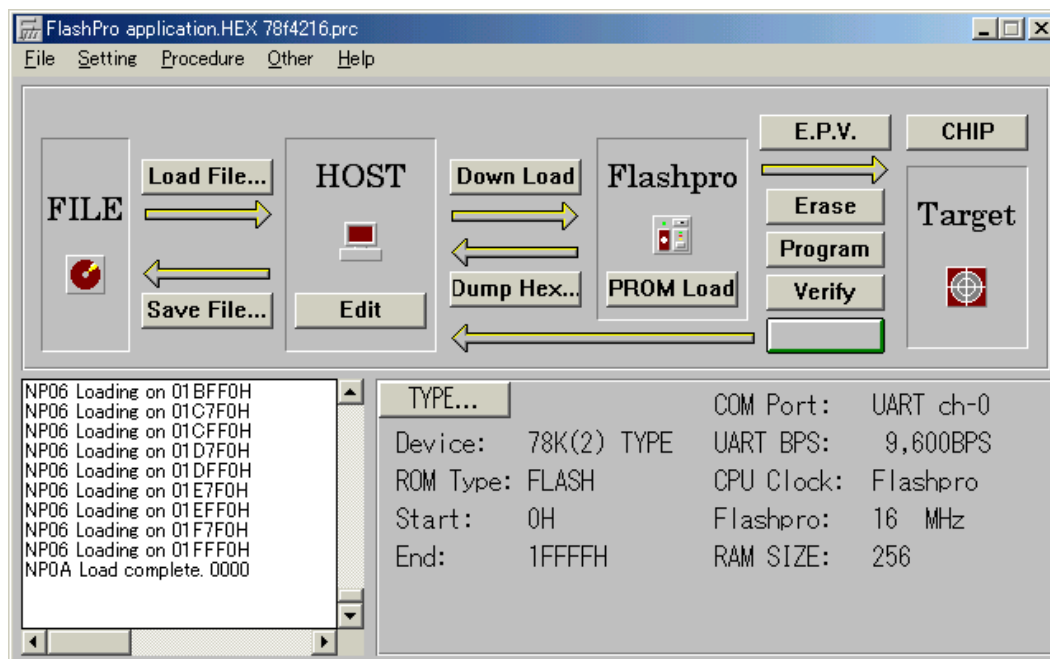 FlashPro application.HEX 78f4216.prc
File Setting Procedure Other Help
E.P.V. CHIP
Load File... HOST Down Load Flashpro
FILE Erase Target
Program
Save File... Edit Dump Hex... PROM Load Verify
NP06 Loading on 01BFF0H
NP06 Loading on 01C7F0H
NP06 Loading on 01CFF0H
NP06 Loading on 01D7F0H
NP06 Loading on 01DFF0H
NP06 Loading on 01E7F0H
NP06 Loading on 01EFF0H
NP06 Loading on 01F7F0H
NP06 Loading on 01FFF0H
NP0A Load complete. 0000
TYPE... COM Port: UART ch-0
Device: 78K(2) TYPE UART BPS: 9,600BPS
ROM Type: FLASH CPU Clock: Flashpro
Start: 0H Flashpro: 16 MHz
End: 1FFFFH RAM SIZE: 256